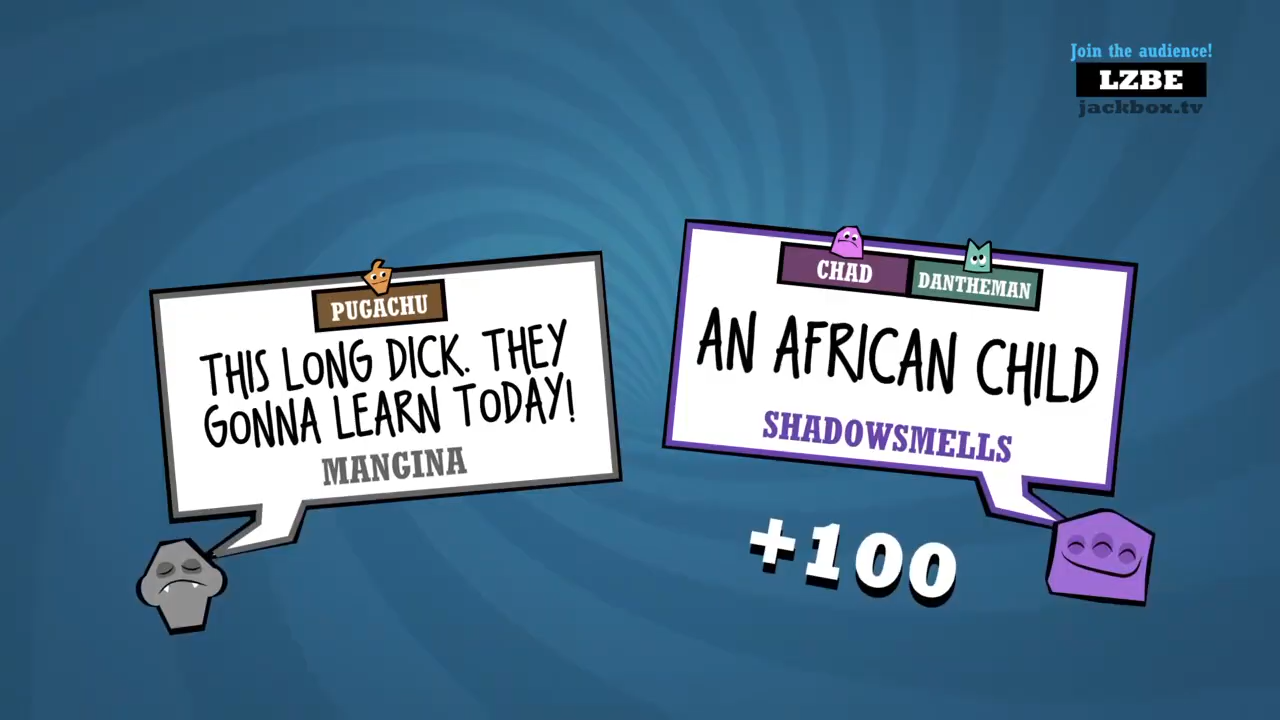 Join the audience!
LZBE
jackbox.tv
PUGACHU
THIS LONG DICK. THEY
GONNA LEARN TODAY!
MANGINA
CHAD
DANTHEMAN
AN AFRICAN CHILD
SHADOWSMELLS
+100